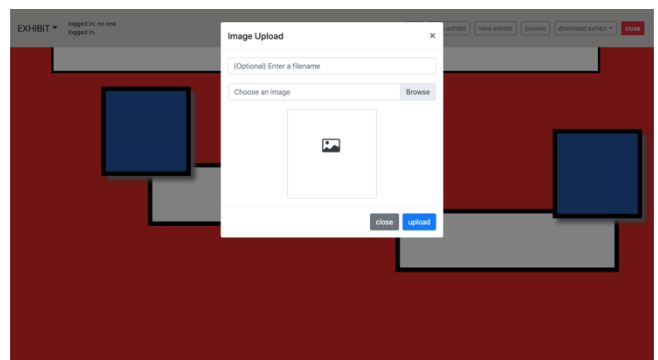 EXHIBIT
logged in: no one
logged in.
exhibit
view exhibit
browse
download exhibit
close
Image Upload
×
(Optional) Enter a filename
Choose an image
Browse
close
upload